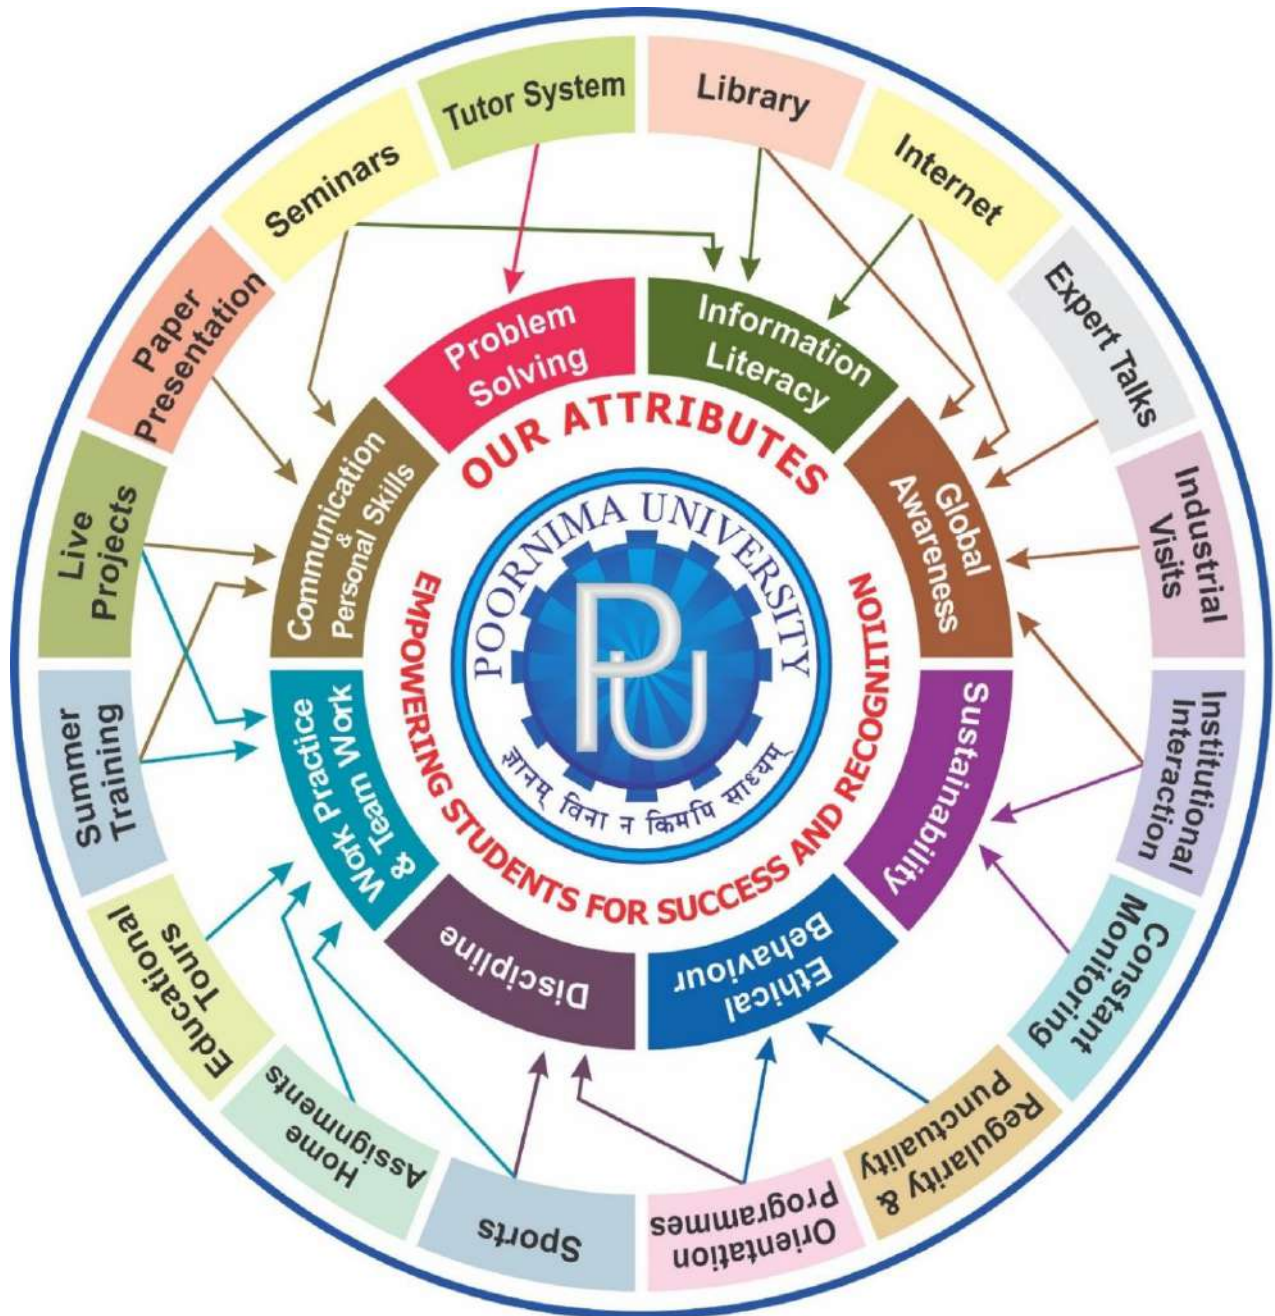 Tutor System
Library
Internet
Expert Talks
Industrial
Visits
Institutional
Interaction
Constant
Monitoring
Regularity &
Punctuality
Orientation
Programmes
Sports
Home
Assignments
Educational
Tours
Summer
Training
Live
Projects
Paper
Presentation
Seminars
Problem
Solving
Information
Literacy
Global
Awareness
Sustainability
Ethical
Behaviour
Discipline
Work Practice
& Team Work
Communication
&
Personal Skills
OUR ATTRIBUTES
EMPOWERING STUDENTS FOR SUCCESS AND RECOGNITION
POORNIMA UNIVERSITY
PU
ज्ञानम् विना न किमपि साध्यम्